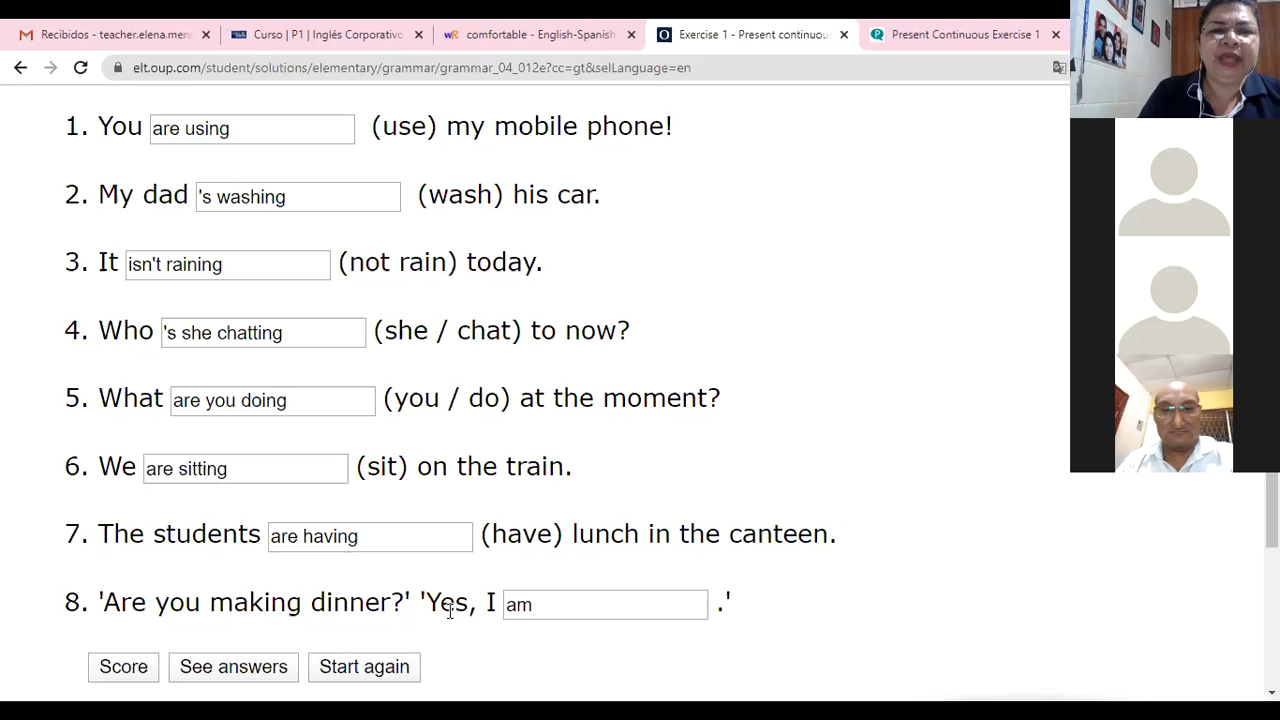 Recibidos - teacher.elena.men
Curso | P1 | Inglés Corporativo
wR comfortable - English-Spanish
Exercise 1 - Present continuous
Present Continuous Exercise 1
elt.oup.com/student/solutions/elementary/grammar/grammar_04_012e?cc=gt&selLanguage=en
1. You are using (use) my mobile phone!
2. My dad 's washing (wash) his car.
3. It isn't raining (not rain) today.
4. Who 's she chatting (she / chat) to now?
5. What are you doing (you / do) at the moment?
6. We are sitting (sit) on the train.
7. The students are having (have) lunch in the canteen.
8. 'Are you making dinner?' 'Yes, I am .'
Score See answers Start again